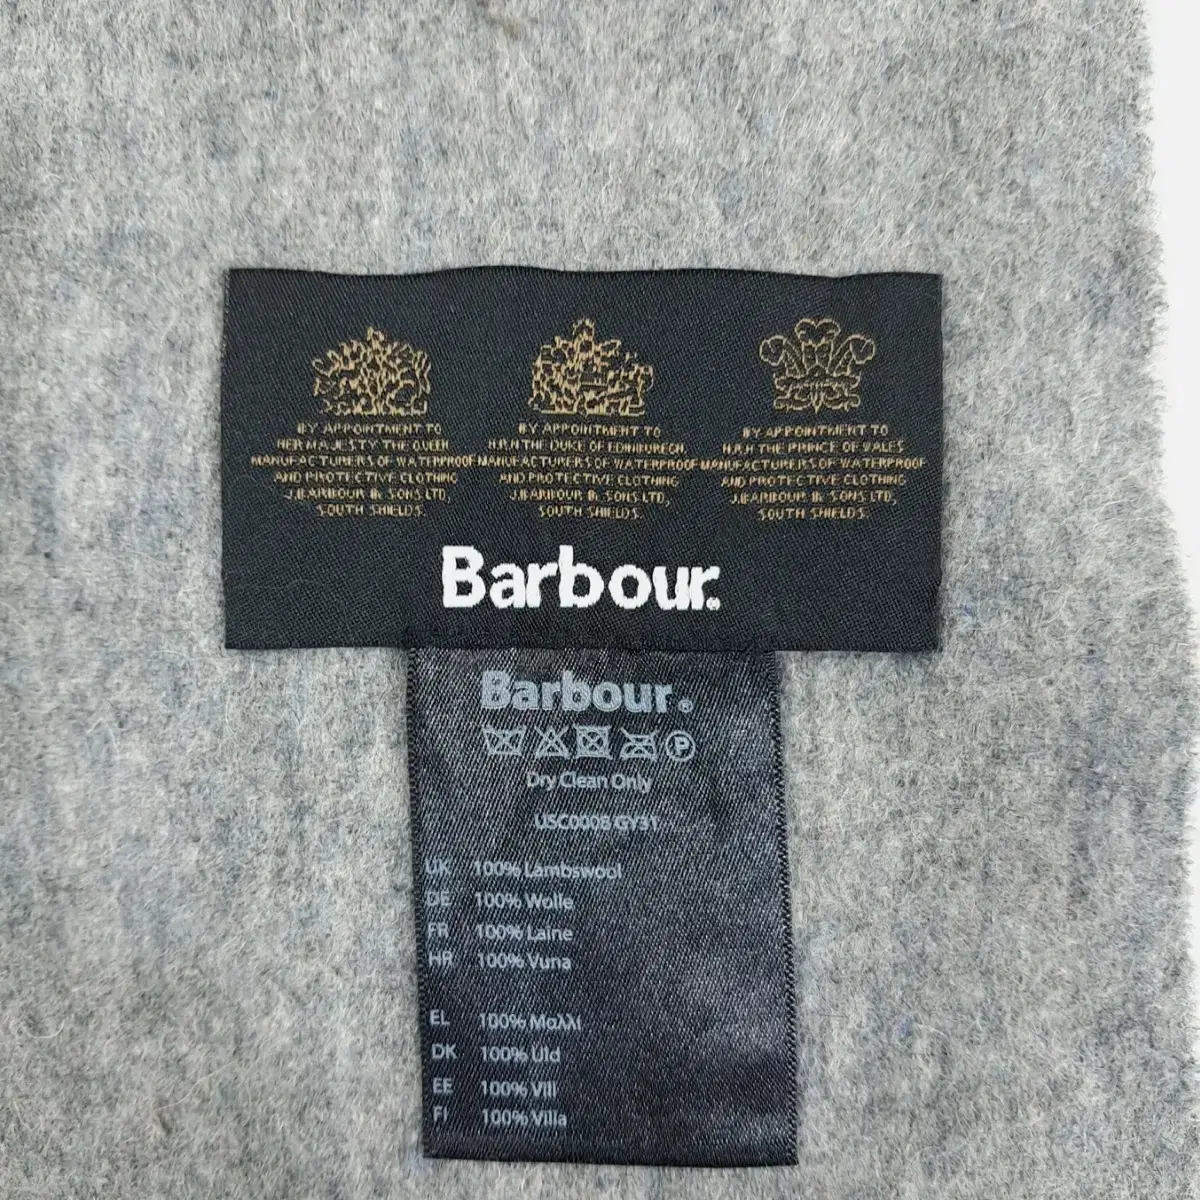 BY APPOINTMENT TO
HER MAJESTY THE QUEEN
MANUFACTURERS OF WATERPROOF
AND PROTECTIVE CLOTHING
J.BARBOUR & SONS LTD,
SOUTH SHIELDS.
BY APPOINTMENT TO
H.R.H THE DUKE OF EDINBURGH,
MANUFACTURERS OF WATERPROOF
AND PROTECTIVE CLOTHING
J.BARBOUR & SONS LTD,
SOUTH SHIELDS.
BY APPOINTMENT TO
H.R.H THE PRINCE OF WALES
MANUFACTURERS OF WATERPROOF
AND PROTECTIVE CLOTHING
J.BARBOUR & SONS LTD,
SOUTH SHIELDS.
Barbour®
Barbour®
P
Dry Clean Only
USC0008 GY31
UK 100% Lambswool
DE 100% Wolle
FR 100% Laine
HR 100% Vuna
EL 100% Μαλλί
DK 100% Uld
EE 100% Vill
FI 100% Villa